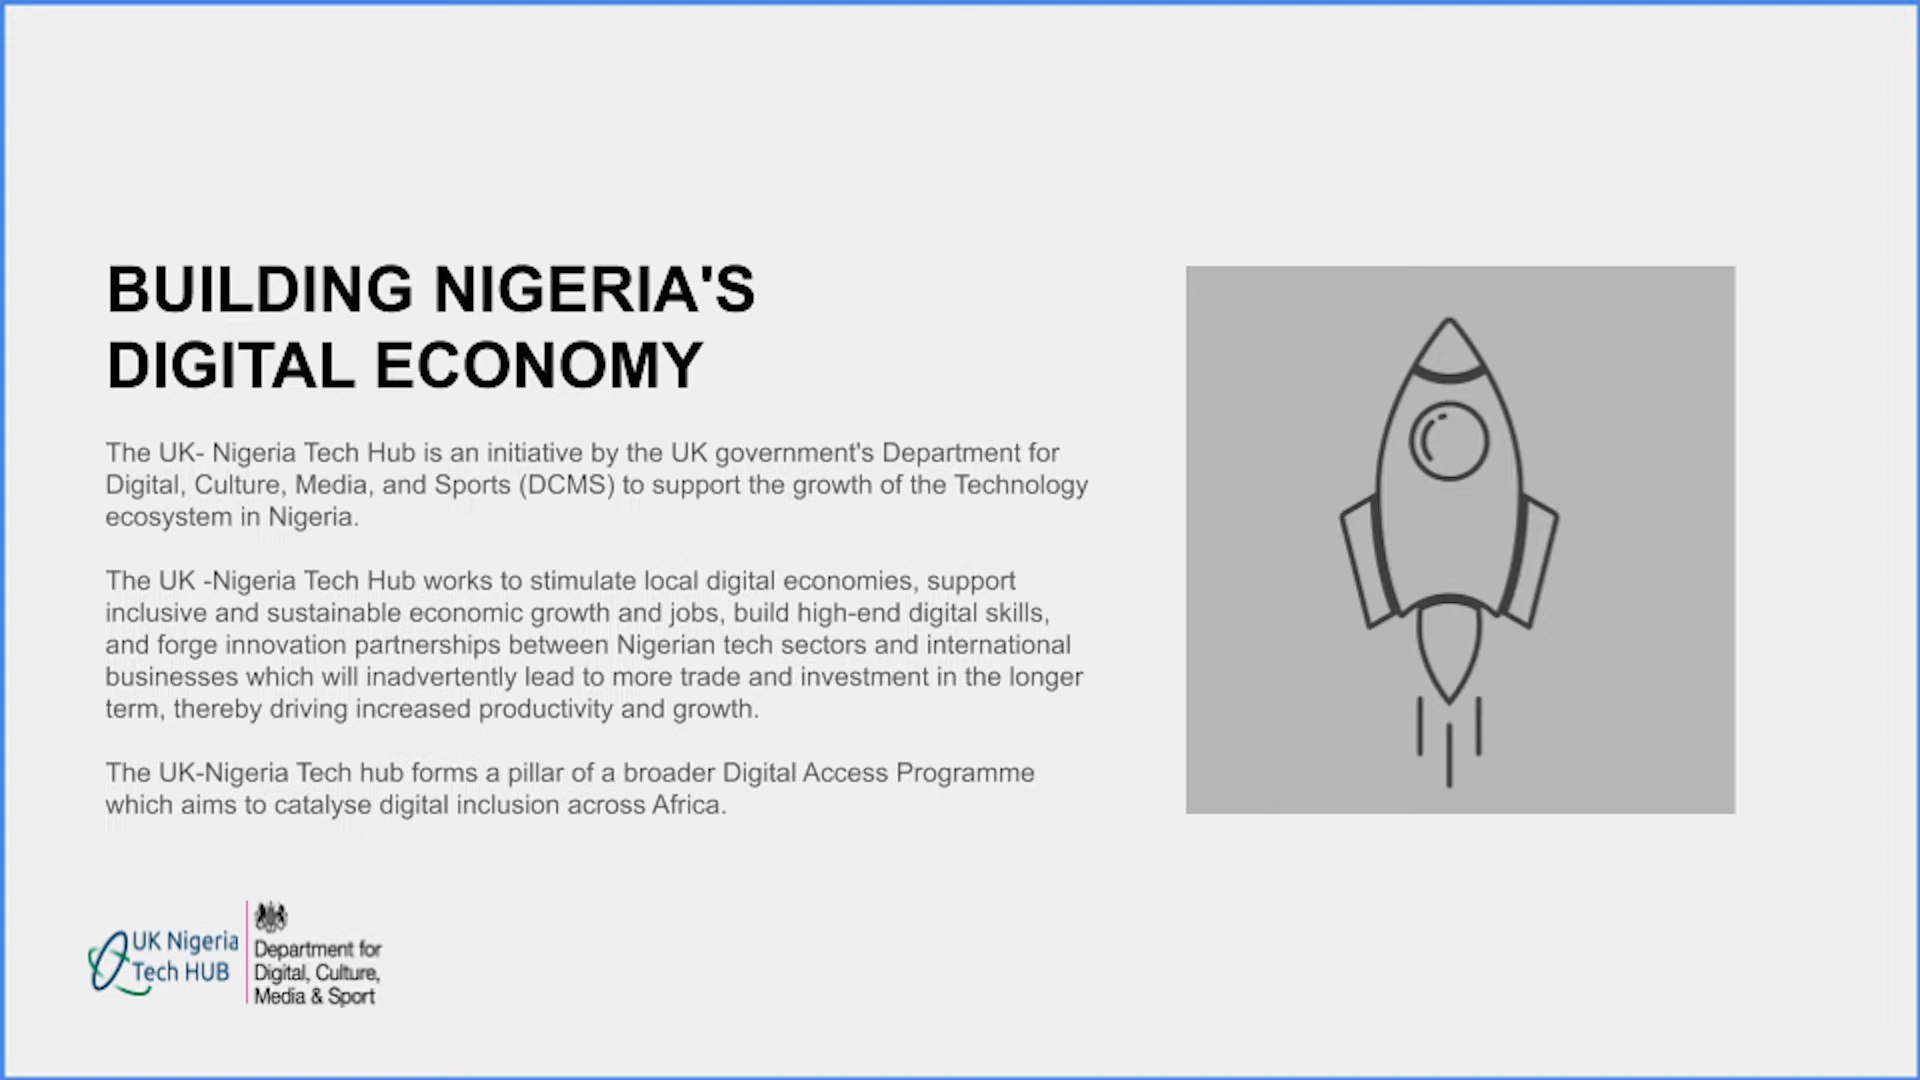 BUILDING NIGERIA'S
DIGITAL ECONOMY
The UK- Nigeria Tech Hub is an initiative by the UK government's Department for
Digital, Culture, Media, and Sports (DCMS) to support the growth of the Technology
ecosystem in Nigeria.
The UK -Nigeria Tech Hub works to stimulate local digital economies, support
inclusive and sustainable economic growth and jobs, build high-end digital skills,
and forge innovation partnerships between Nigerian tech sectors and international
businesses which will inadvertently lead to more trade and investment in the longer
term, thereby driving increased productivity and growth.
The UK-Nigeria Tech hub forms a pillar of a broader Digital Access Programme
which aims to catalyse digital inclusion across Africa.
UK Nigeria
Tech HUB
Department for
Digital, Culture,
Media & Sport